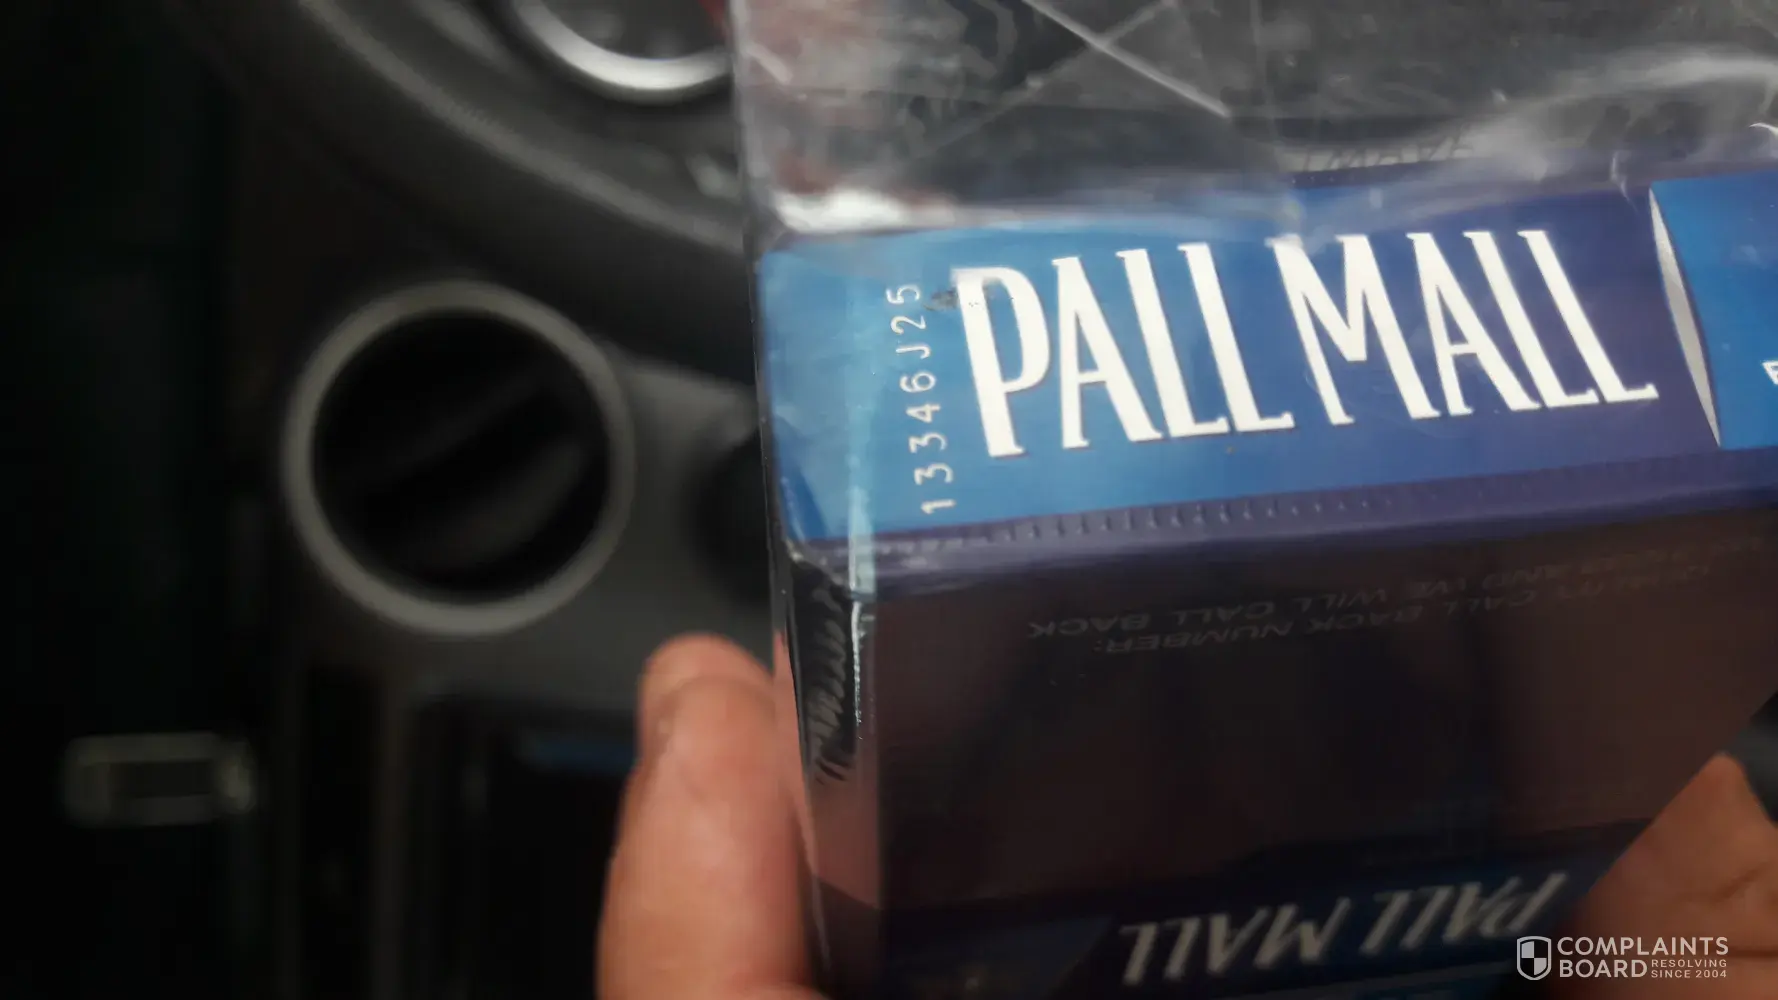 13346J25
PALL MALL
CALL BACK NUMBER:
AND WE WILL CALL BACK
PALL MALL
COMPLAINTS
BOARD RESOLVING
SINCE 2004